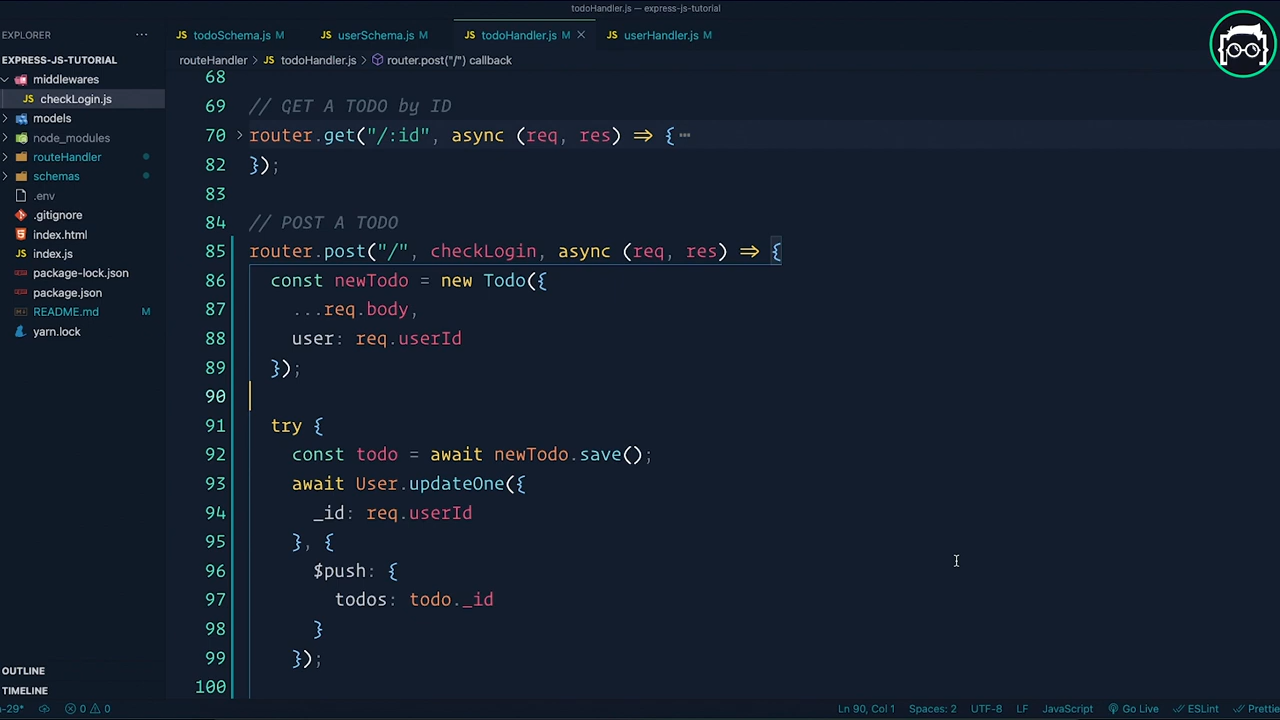 todoHandler.js — express-js-tutorial
EXPLORER
EXPRESS-JS-TUTORIAL
middlewares
JS checkLogin.js
models
node_modules
routeHandler
schemas
.env
.gitignore
index.html
JS index.js
package-lock.json
package.json
README.md M
yarn.lock
OUTLINE
TIMELINE
JS todoSchema.js M JS userSchema.js M JS todoHandler.js M JS userHandler.js M
routeHandler > JS todoHandler.js > router.post("/") callback
68
69 // GET A TODO by ID
70 router.get("/:id", async (req, res) => {
82 });
83
84 // POST A TODO
85 router.post("/", checkLogin, async (req, res) => {
86 const newTodo = new Todo({
87 ...req.body,
88 user: req.userId
89 });
90
91 try {
92 const todo = await newTodo.save();
93 await User.updateOne({
94 _id: req.userId
95 }, {
96 $push: {
97 todos: todo._id
98 }
99 });
100
-29* 0 0 Ln 90, Col 1 Spaces: 2 UTF-8 LF JavaScript Go Live ESLint Prettie